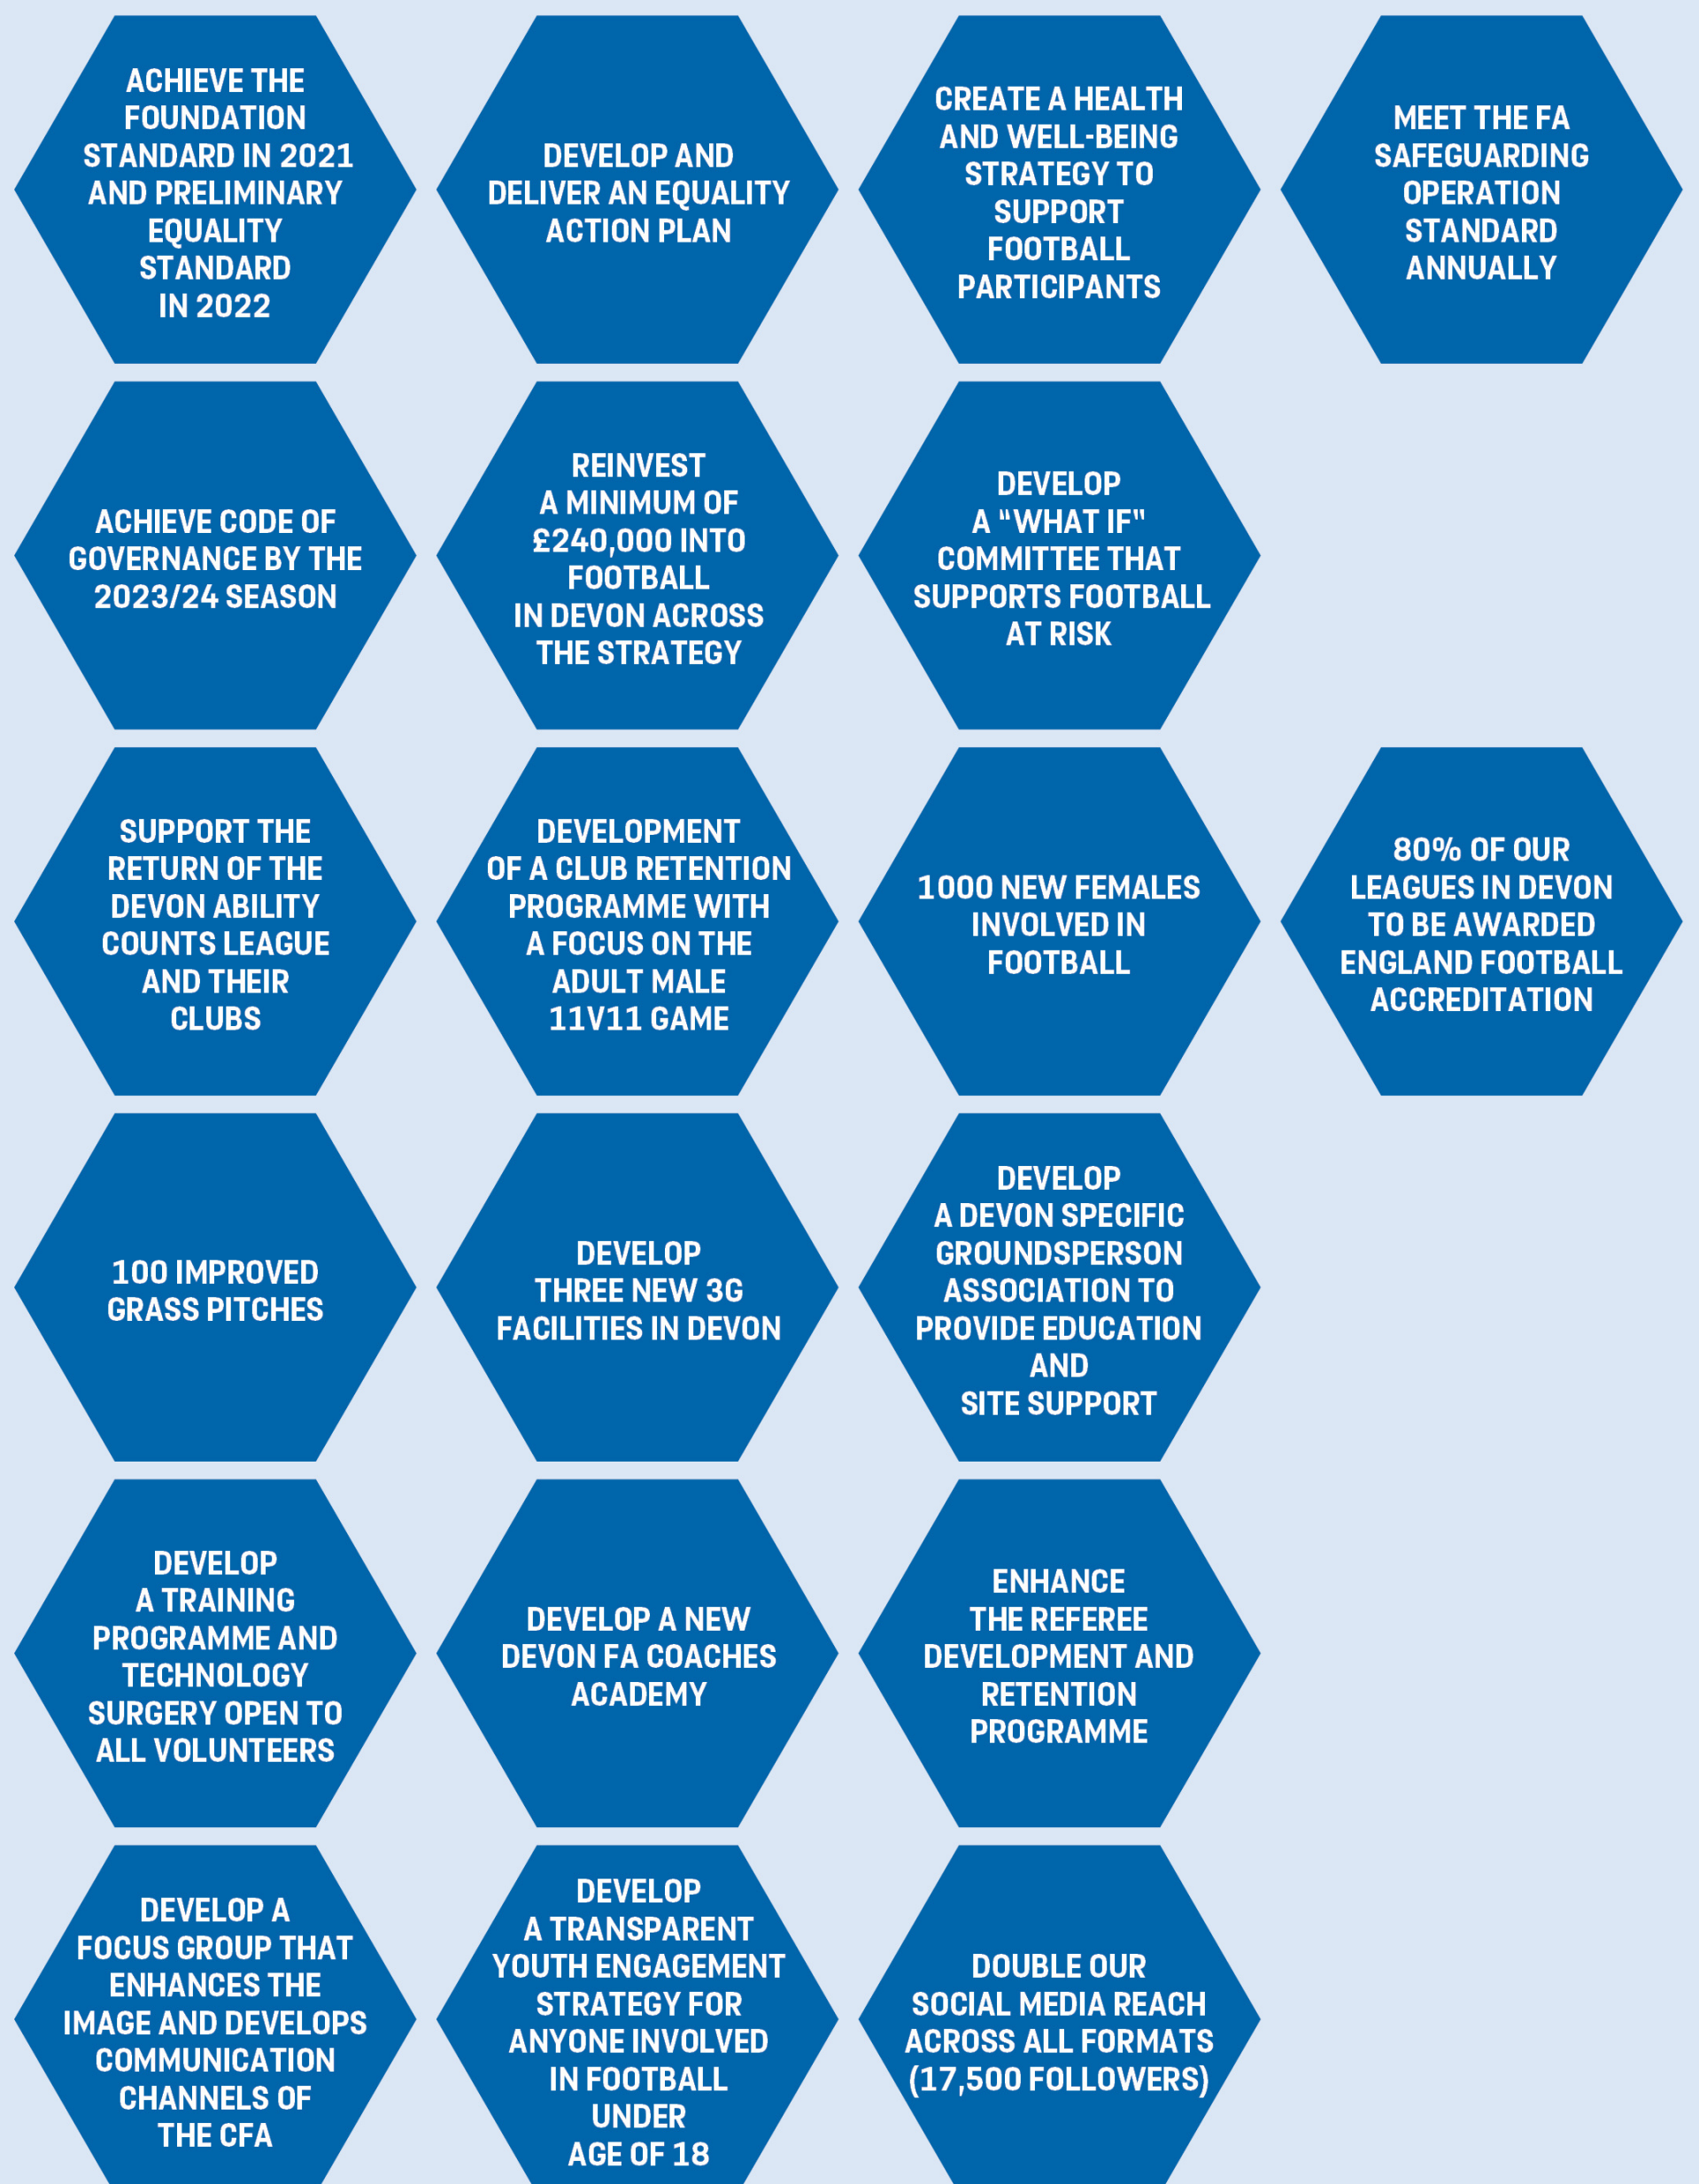 ACHIEVE THE
FOUNDATION
STANDARD IN 2021
AND PRELIMINARY
EQUALITY
STANDARD
IN 2022
DEVELOP AND
DELIVER AN EQUALITY
ACTION PLAN
CREATE A HEALTH
AND WELL-BEING
STRATEGY TO
SUPPORT
FOOTBALL
PARTICIPANTS
MEET THE FA
SAFEGUARDING
OPERATION
STANDARD
ANNUALLY
ACHIEVE CODE OF
GOVERNANCE BY THE
2023/24 SEASON
REINVEST
A MINIMUM OF
£240,000 INTO
FOOTBALL
IN DEVON ACROSS
THE STRATEGY
DEVELOP
A “WHAT IF"
COMMITTEE THAT
SUPPORTS FOOTBALL
AT RISK
SUPPORT THE
RETURN OF THE
DEVON ABILITY
COUNTS LEAGUE
AND THEIR
CLUBS
DEVELOPMENT
OF A CLUB RETENTION
PROGRAMME WITH
A FOCUS ON THE
ADULT MALE
11V11 GAME
1000 NEW FEMALES
INVOLVED IN
FOOTBALL
80% OF OUR
LEAGUES IN DEVON
TO BE AWARDED
ENGLAND FOOTBALL
ACCREDITATION
100 IMPROVED
GRASS PITCHES
DEVELOP
THREE NEW 3G
FACILITIES IN DEVON
DEVELOP
A DEVON SPECIFIC
GROUNDSPERSON
ASSOCIATION TO
PROVIDE EDUCATION
AND
SITE SUPPORT
DEVELOP
A TRAINING
PROGRAMME AND
TECHNOLOGY
SURGERY OPEN TO
ALL VOLUNTEERS
DEVELOP A NEW
DEVON FA COACHES
ACADEMY
ENHANCE
THE REFEREE
DEVELOPMENT AND
RETENTION
PROGRAMME
DEVELOP A
FOCUS GROUP THAT
ENHANCES THE
IMAGE AND DEVELOPS
COMMUNICATION
CHANNELS OF
THE CFA
DEVELOP
A TRANSPARENT
YOUTH ENGAGEMENT
STRATEGY FOR
ANYONE INVOLVED
IN FOOTBALL
UNDER
AGE OF 18
DOUBLE OUR
SOCIAL MEDIA REACH
ACROSS ALL FORMATS
(17,500 FOLLOWERS)